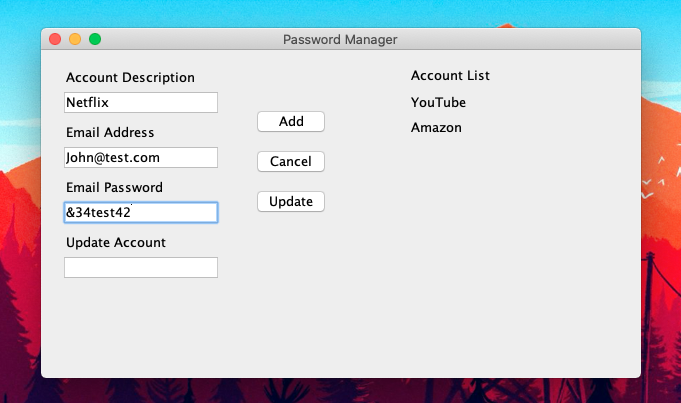 Password Manager
Account Description
Netflix
Email Address
John@test.com
Email Password
&34test42
Update Account
Add
Cancel
Update
Account List
YouTube
Amazon